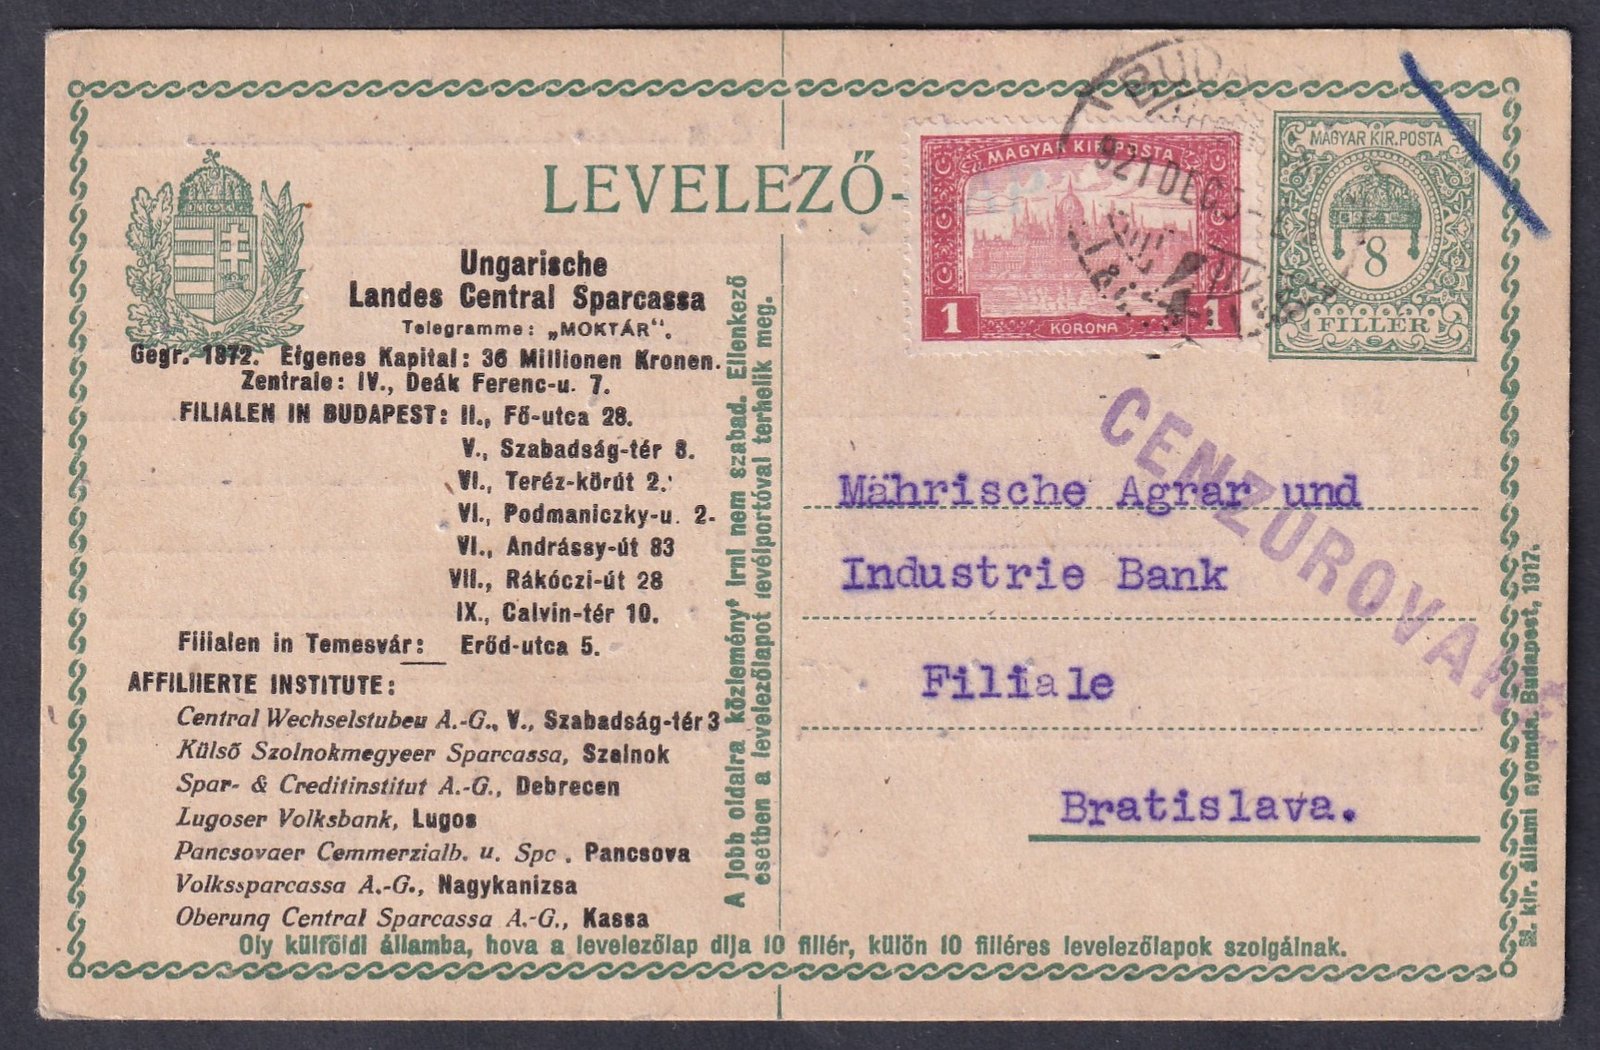 LEVELEZŐ-
Ungarische
Landes Central Sparcassa
Telegramme: „MOKTÁR".
Gegr. 1872. Eigenes Kapital: 36 Millionen Kronen.
Zentrale: IV., Deák Ferenc-u. 7.
FILIALEN IN BUDAPEST: II., Fő-utca 28.
V., Szabadság-tér 8.
VI., Teréz-körút 2.
VI., Podmaniczky-u. 2-
VI., Andrássy-út 83
VII., Rákóczi-út 28
IX., Calvin-tér 10.
Filialen in Temesvár: Erőd-utca 5.
AFFILIIERTE INSTITUTE:
Central Wechselstuben A.-G., V., Szabadság-tér 3
Külső Szolnokmegyeer Sparcassa, Szolnok
Spar- & Creditinstitut A.-G., Debrecen
Lugoser Volksbank, Lugos
Pancsovaer Commerzialb. u. Spc. Pancsova
Volkssparcassa A.-G., Nagykanizsa
Oberung Central Sparcassa A.-G., Kassa
A jobb oldalra közlemény irni nem szabad. Ellenkező
esetben a levelezőlapot levélportóval terhelik meg.
MAGYAR KIR. POSTA
1 1
KORONA
BUDA
921 DEC 5
MAGYAR KIR. POSTA
8
FILLÉR
CENZUROVANÉ
Mährische Agrar und
Industrie Bank
Filiale
Bratislava.
Oly külföldi államba, hova a levelezőlap dija 10 fillér, külön 10 filléres levelezőlapok szolgálnak.
M. kir. állami nyomda. Budapest, 1917.